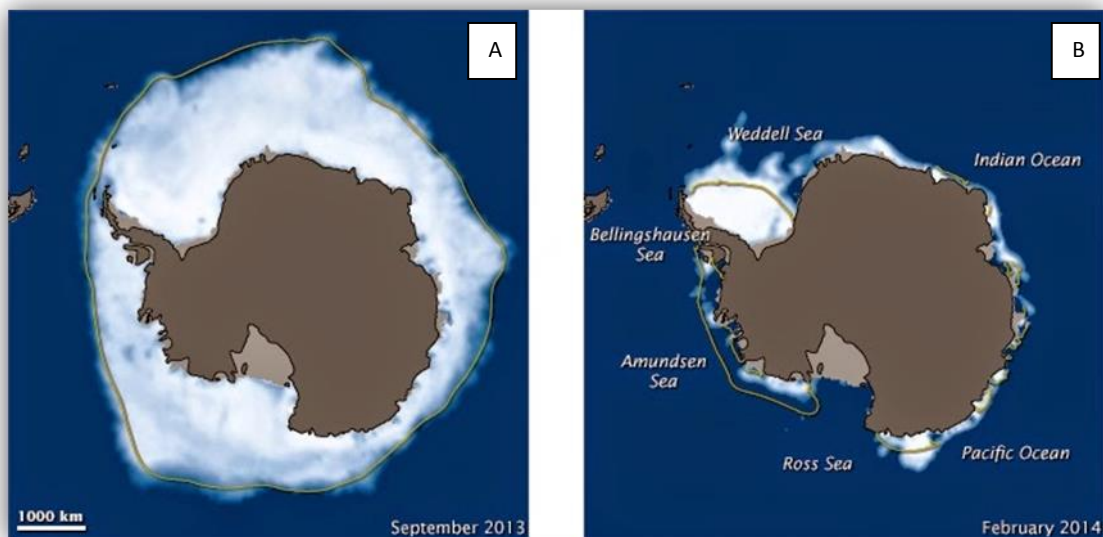 A
1000 km
September 2013
B
Weddell Sea
Indian Ocean
Bellingshausen
Sea
Amundsen
Sea
Ross Sea
Pacific Ocean
February 2014